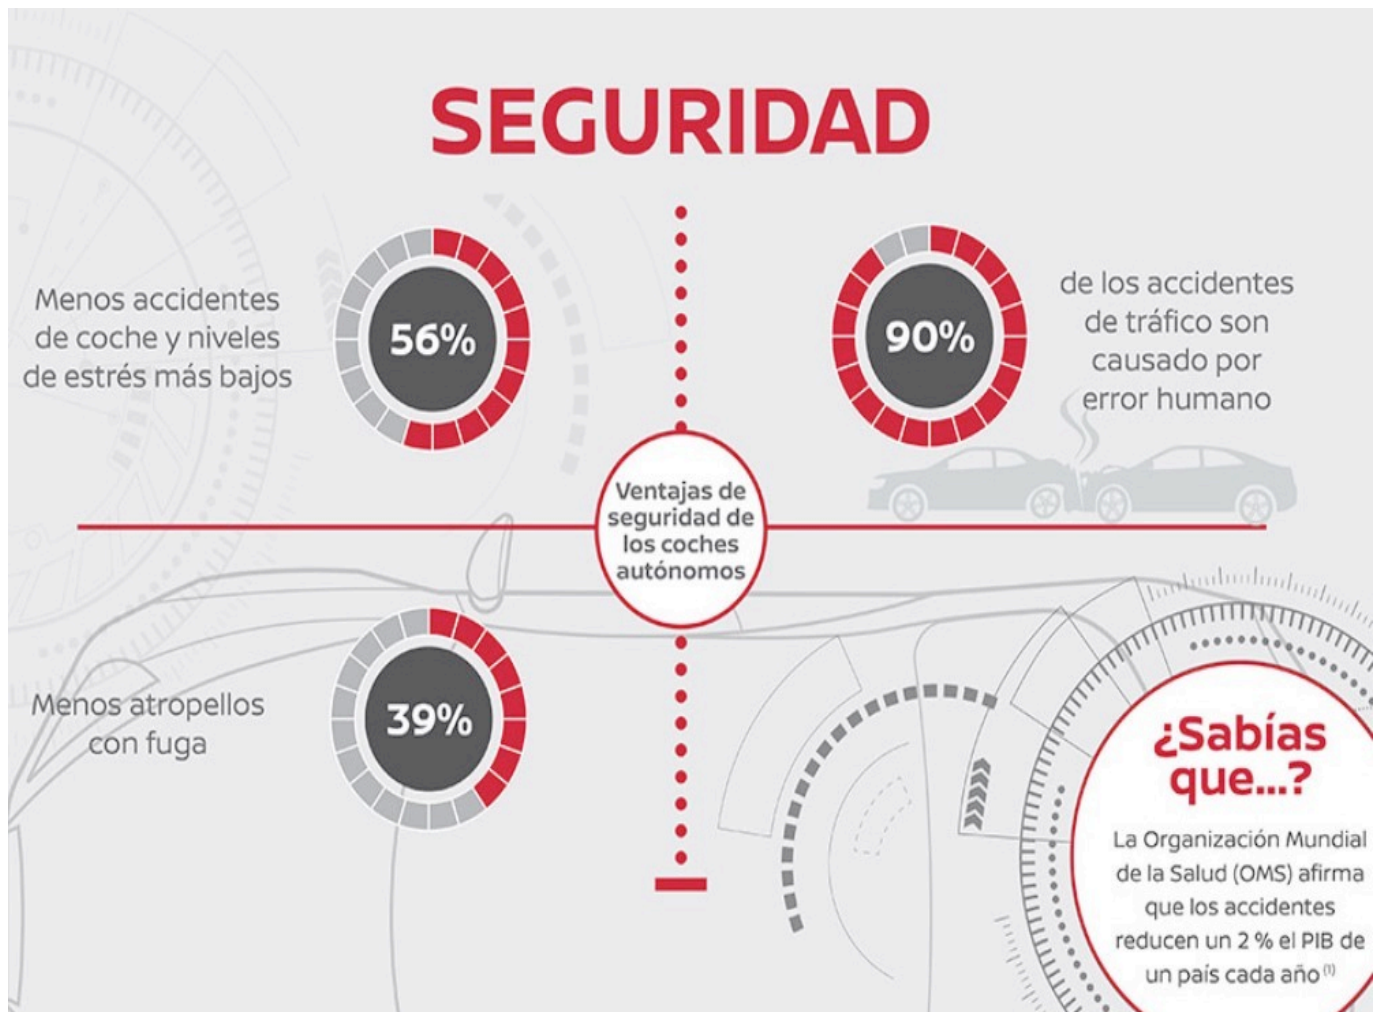 SEGURIDAD
Menos accidentes
de coche y niveles
de estrés más bajos
56%
90%
de los accidentes
de tráfico son
causado por
error humano
Ventajas de
seguridad de
los coches
autónomos
Menos atropellos
con fuga
39%
¿Sabías
que...?
La Organización Mundial
de la Salud (OMS) afirma
que los accidentes
reducen un 2 % el PIB de
un país cada año (1)